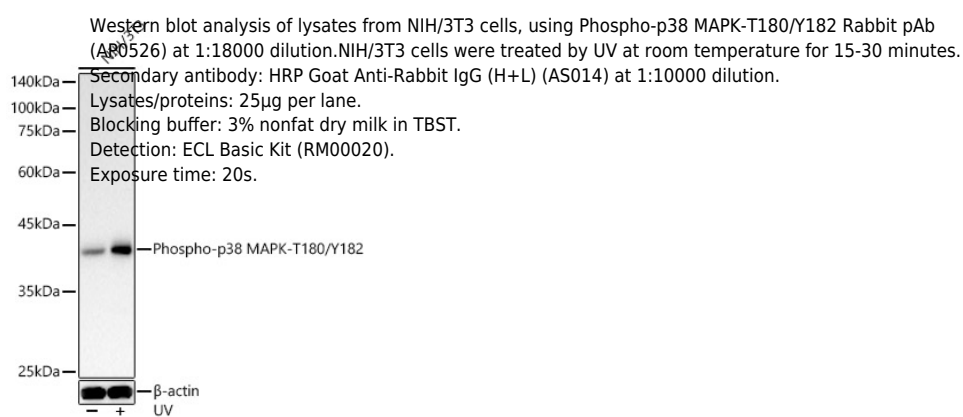 Western blot analysis of lysates from NIH/3T3 cells, using Phospho-p38 MAPK-T180/Y182 Rabbit pAb
(AP0526) at 1:18000 dilution.NIH/3T3 cells were treated by UV at room temperature for 15-30 minutes.
Secondary antibody: HRP Goat Anti-Rabbit IgG (H+L) (AS014) at 1:10000 dilution.
Lysates/proteins: 25μg per lane.
Blocking buffer: 3% nonfat dry milk in TBST.
Detection: ECL Basic Kit (RM00020).
Exposure time: 20s.
NIH/3T3
140kDa
100kDa
75kDa
60kDa
45kDa
Phospho-p38 MAPK-T180/Y182
35kDa
25kDa
β-actin
− + UV